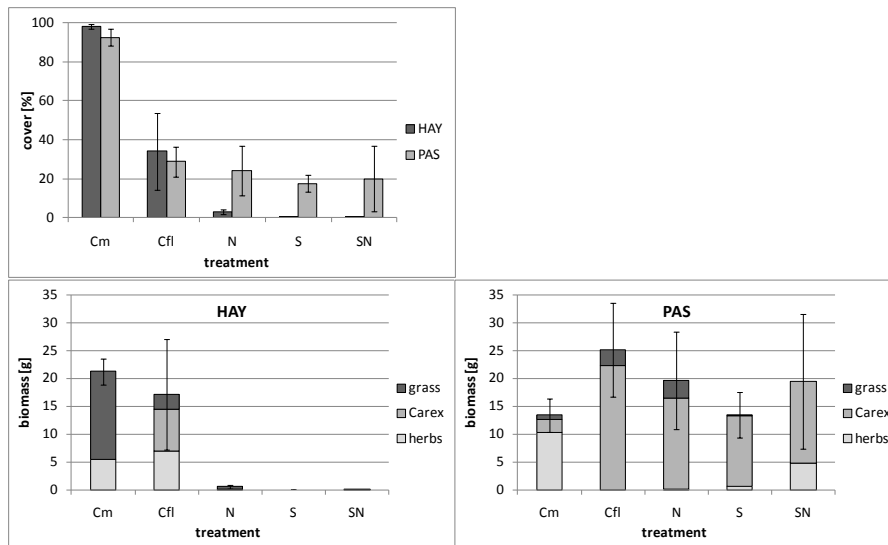 100
80
60
40
20
0
cover [%]
Cm Cfl N S SN
treatment
HAY
PAS
HAY
35
30
25
20
15
10
5
0
biomass [g]
Cm Cfl N S SN
treatment
grass
Carex
herbs
PAS
35
30
25
20
15
10
5
0
biomass [g]
Cm Cfl N S SN
treatment
grass
Carex
herbs